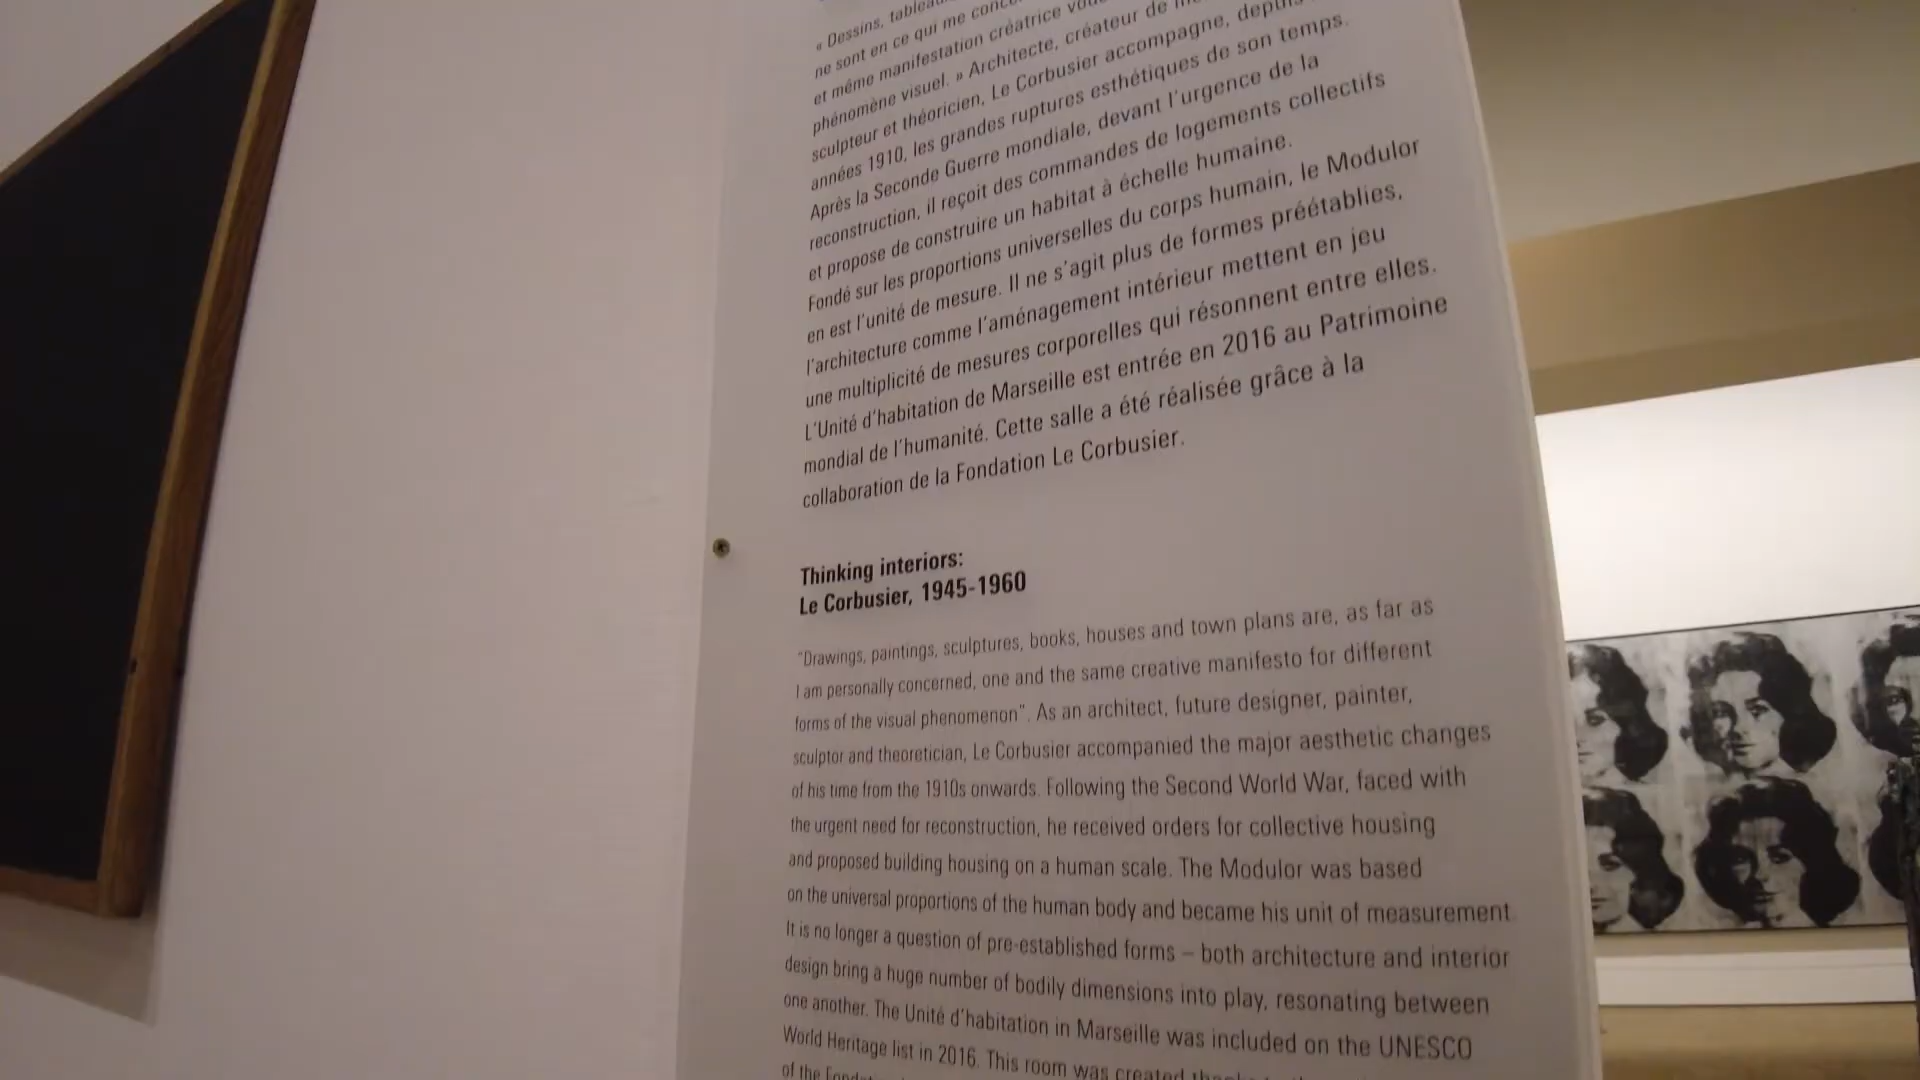 « Dessins,
ne sont en ce qui me
et même manifestation créatrice
phénomène visuel. » Architecte, créateur de
sculpteur et théoricien, Le Corbusier accompagne, depuis
années 1910, les grandes ruptures esthétiques de son temps.
Après la Seconde Guerre mondiale, devant l'urgence de la
reconstruction, il reçoit des commandes de logements collectifs
et propose de construire un habitat à échelle humaine.
Fondé sur les proportions universelles du corps humain, le Modulor
en est l'unité de mesure. Il ne s'agit plus de formes préétablies,
l'architecture comme l'aménagement intérieur mettent en jeu
une multiplicité de mesures corporelles qui résonnent entre elles.
L'Unité d'habitation de Marseille est entrée en 2016 au Patrimoine
mondial de l'humanité. Cette salle a été réalisée grâce à la
collaboration de la Fondation Le Corbusier.
Thinking interiors:
Le Corbusier, 1945-1960
"Drawings, paintings, sculptures, books, houses and town plans are, as far as
I am personally concerned, one and the same creative manifesto for different
forms of the visual phenomenon". As an architect, future designer, painter,
sculptor and theoretician, Le Corbusier accompanied the major aesthetic changes
of his time from the 1910s onwards. Following the Second World War, faced with
the urgent need for reconstruction, he received orders for collective housing
and proposed building housing on a human scale. The Modulor was based
on the universal proportions of the human body and became his unit of measurement
It is no longer a question of pre-established forms – both architecture and interior
design bring a huge number of bodily dimensions into play, resonating between
one another. The Unité d'habitation in Marseille was included on the UNESCO
World Heritage list in 2016. This room was created
of the